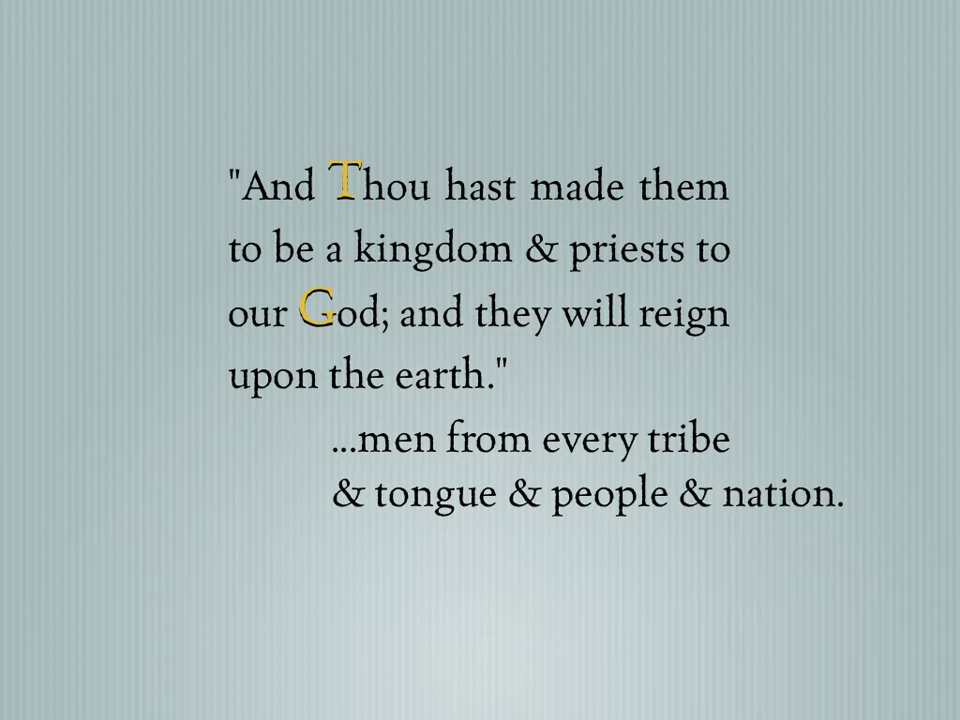 "And Thou hast made them
to be a kingdom & priests to
our God; and they will reign
upon the earth."
...men from every tribe
& tongue & people & nation.